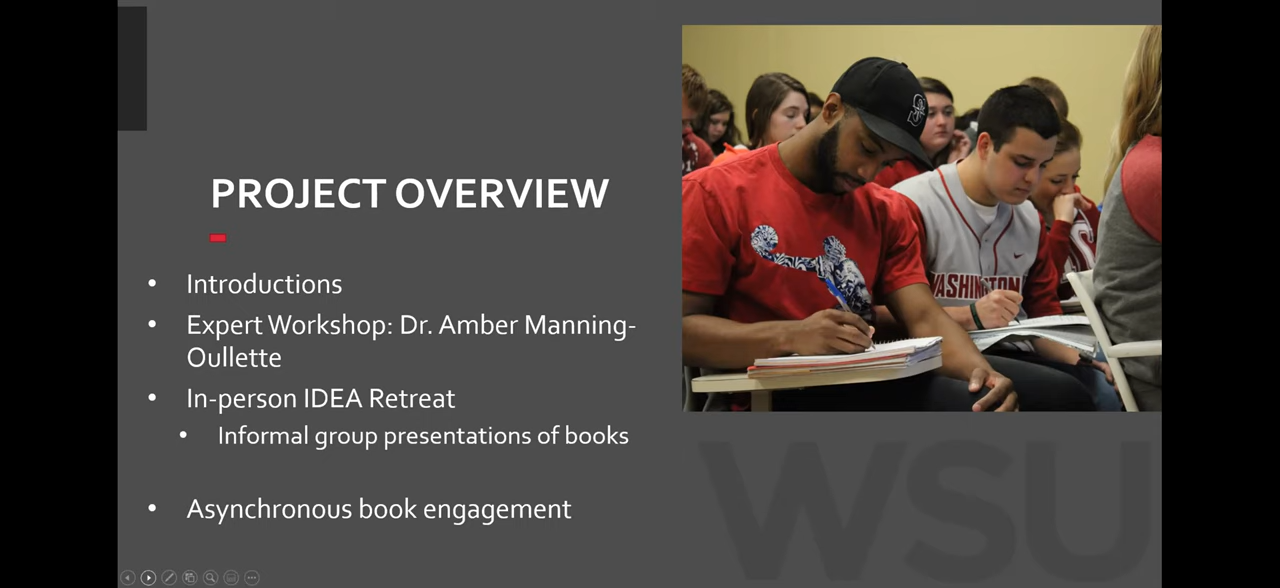 PROJECT OVERVIEW
• Introductions
• Expert Workshop: Dr. Amber Manning-
Oullette
• In-person IDEA Retreat
• Informal group presentations of books
• Asynchronous book engagement
WASHINGTON
WSU